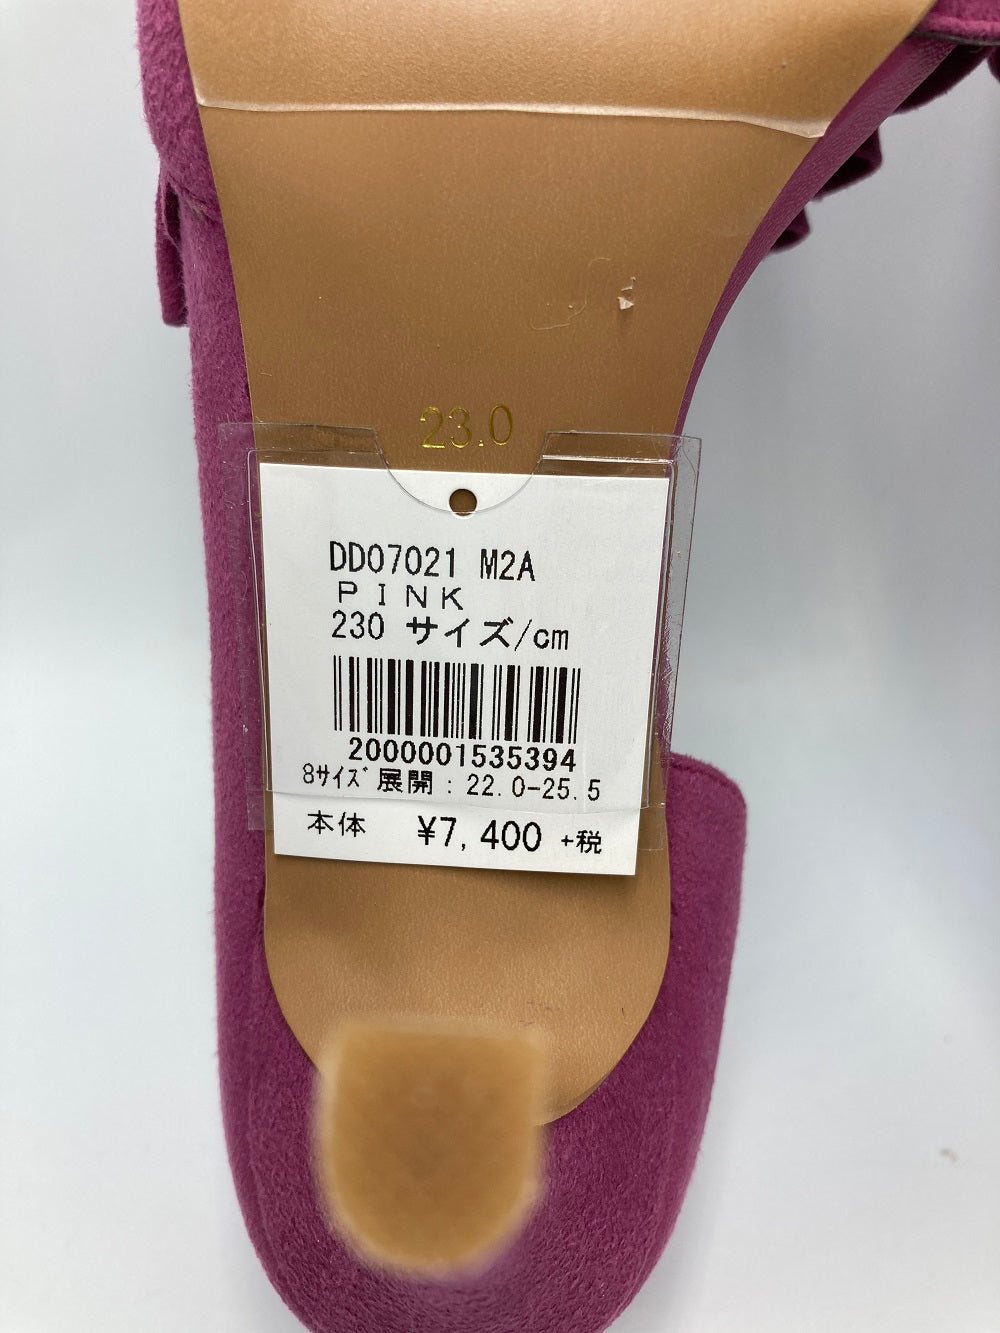 23.0
DD07021 M2A
ＰＩＮＫ
230 サイズ/cm
2000001535394
8ｻｲｽﾞ展開：22.0-25.5
本体 ¥7,400 +税